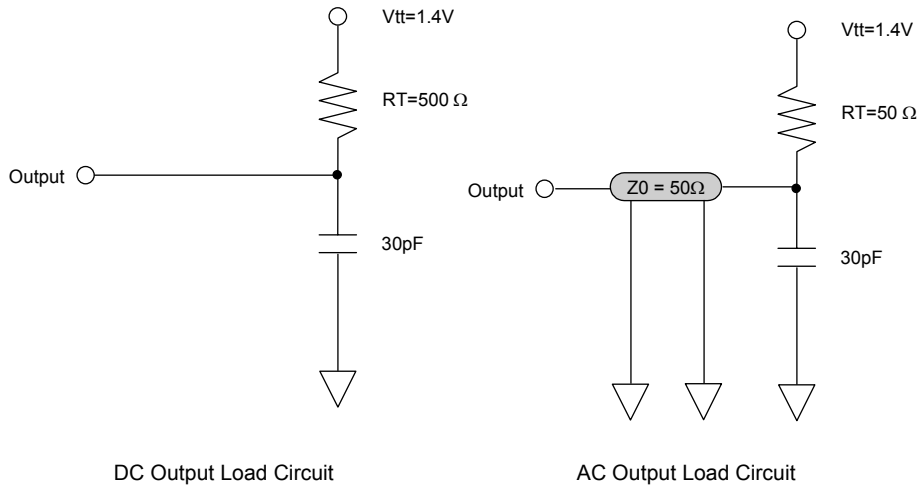 Vtt=1.4V
RT=500 Ω
Output
30pF
DC Output Load Circuit
Vtt=1.4V
RT=50 Ω
Output
Z0 = 50Ω
30pF
AC Output Load Circuit